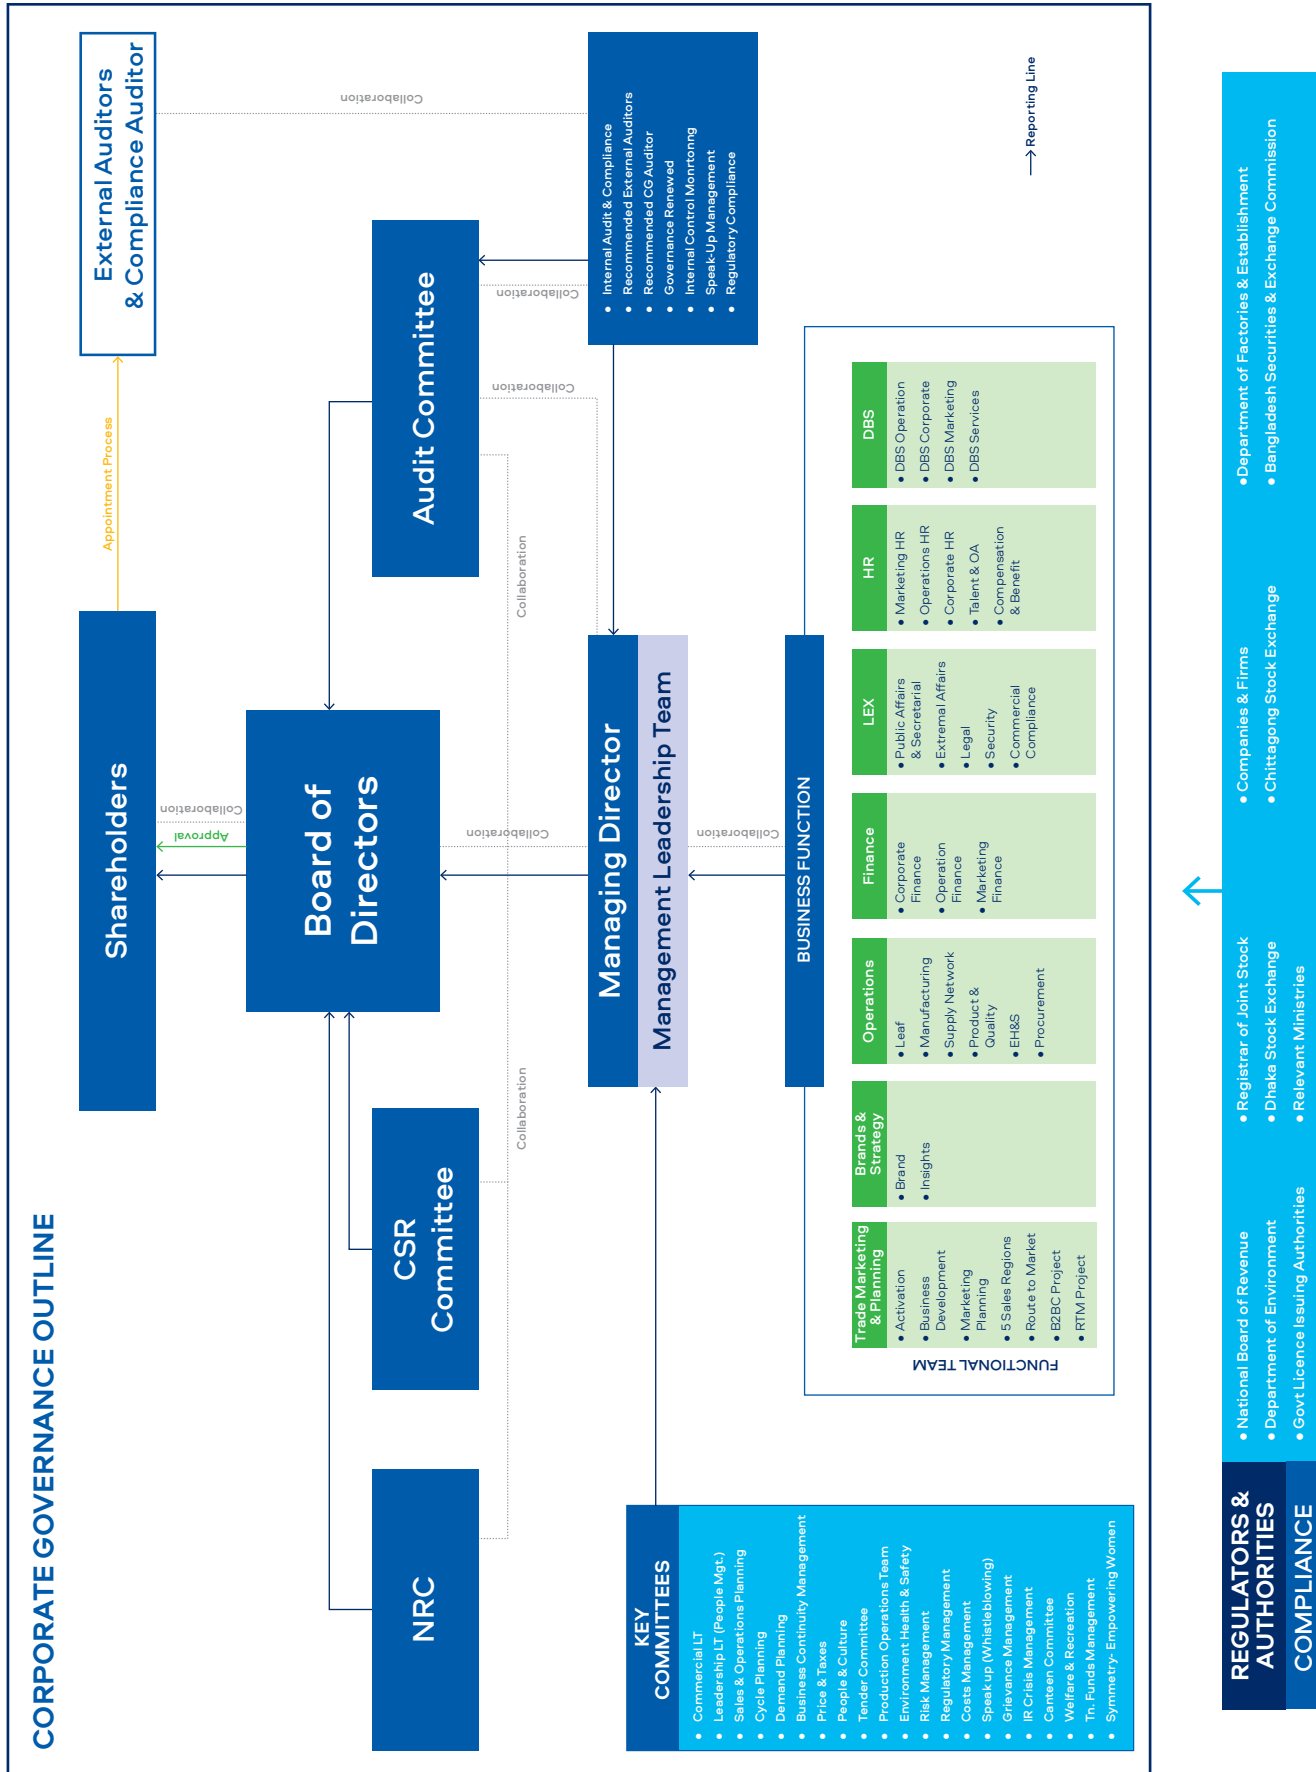 CORPORATE GOVERNANCE OUTLINE
Shareholders
Appointment Process
External Auditors
& Compliance Auditor
Approval
Collaboration
Collaboration
Board of
Directors
NRC
CSR
Committee
Audit Committee
Collaboration
Collaboration
Collaboration
Collaboration
Collaboration
Managing Director
Management Leadership Team
• Internal Audit & Compliance
• Recommended External Auditors
• Recommended CG Auditor
• Governance Renewed
• Internal Control Monrtonng
• Speak-Up Management
• Regulatory Compliance
Collaboration
KEY
COMMITTEES
• Commercial LT
• Leadership LT (People Mgt.)
• Sales & Operations Planning
• Cycle Planning
• Demand Planning
• Business Continuity Management
• Price & Taxes
• People & Culture
• Tender Committee
• Production Operations Team
• Environment Health & Safety
• Risk Management
• Regulatory Management
• Costs Management
• Speak up (Whistleblowing)
• Grievance Management
• IR Crisis Management
• Canteen Committee
• Welfare & Recreation
• Tn. Funds Management
• Symmetry- Empowering Women
BUSINESS FUNCTION
FUNCTIONAL TEAM
Trade Marketing
& Planning
• Activation
• Business
Development
• Marketing
Planning
• 5 Sales Regions
• Route to Market
• B2BC Project
• RTM Project
Brands &
Strategy
• Brand
• Insights
Operations
• Leaf
• Manufacturing
• Supply Network
• Product &
Quality
• EH&S
• Procurement
Finance
• Corporate
Finance
• Operation
Finance
• Marketing
Finance
LEX
• Public Affairs
& Secretarial
• Extremal Affairs
• Legal
• Security
• Commercial
Compliance
HR
• Marketing HR
• Operations HR
• Corporate HR
• Talent & OA
• Compensation
& Benefit
DBS
• DBS Operation
• DBS Corporate
• DBS Marketing
• DBS Services
Reporting Line
REGULATORS &
AUTHORITIES
COMPLIANCE
• National Board of Revenue
• Department of Environment
• Govt Licence Issuing Authorities
• Registrar of Joint Stock
• Dhaka Stock Exchange
• Relevant Ministries
• Companies & Firms
• Chittagong Stock Exchange
•Department of Factories & Establishment
• Bangladesh Securities & Exchange Commission